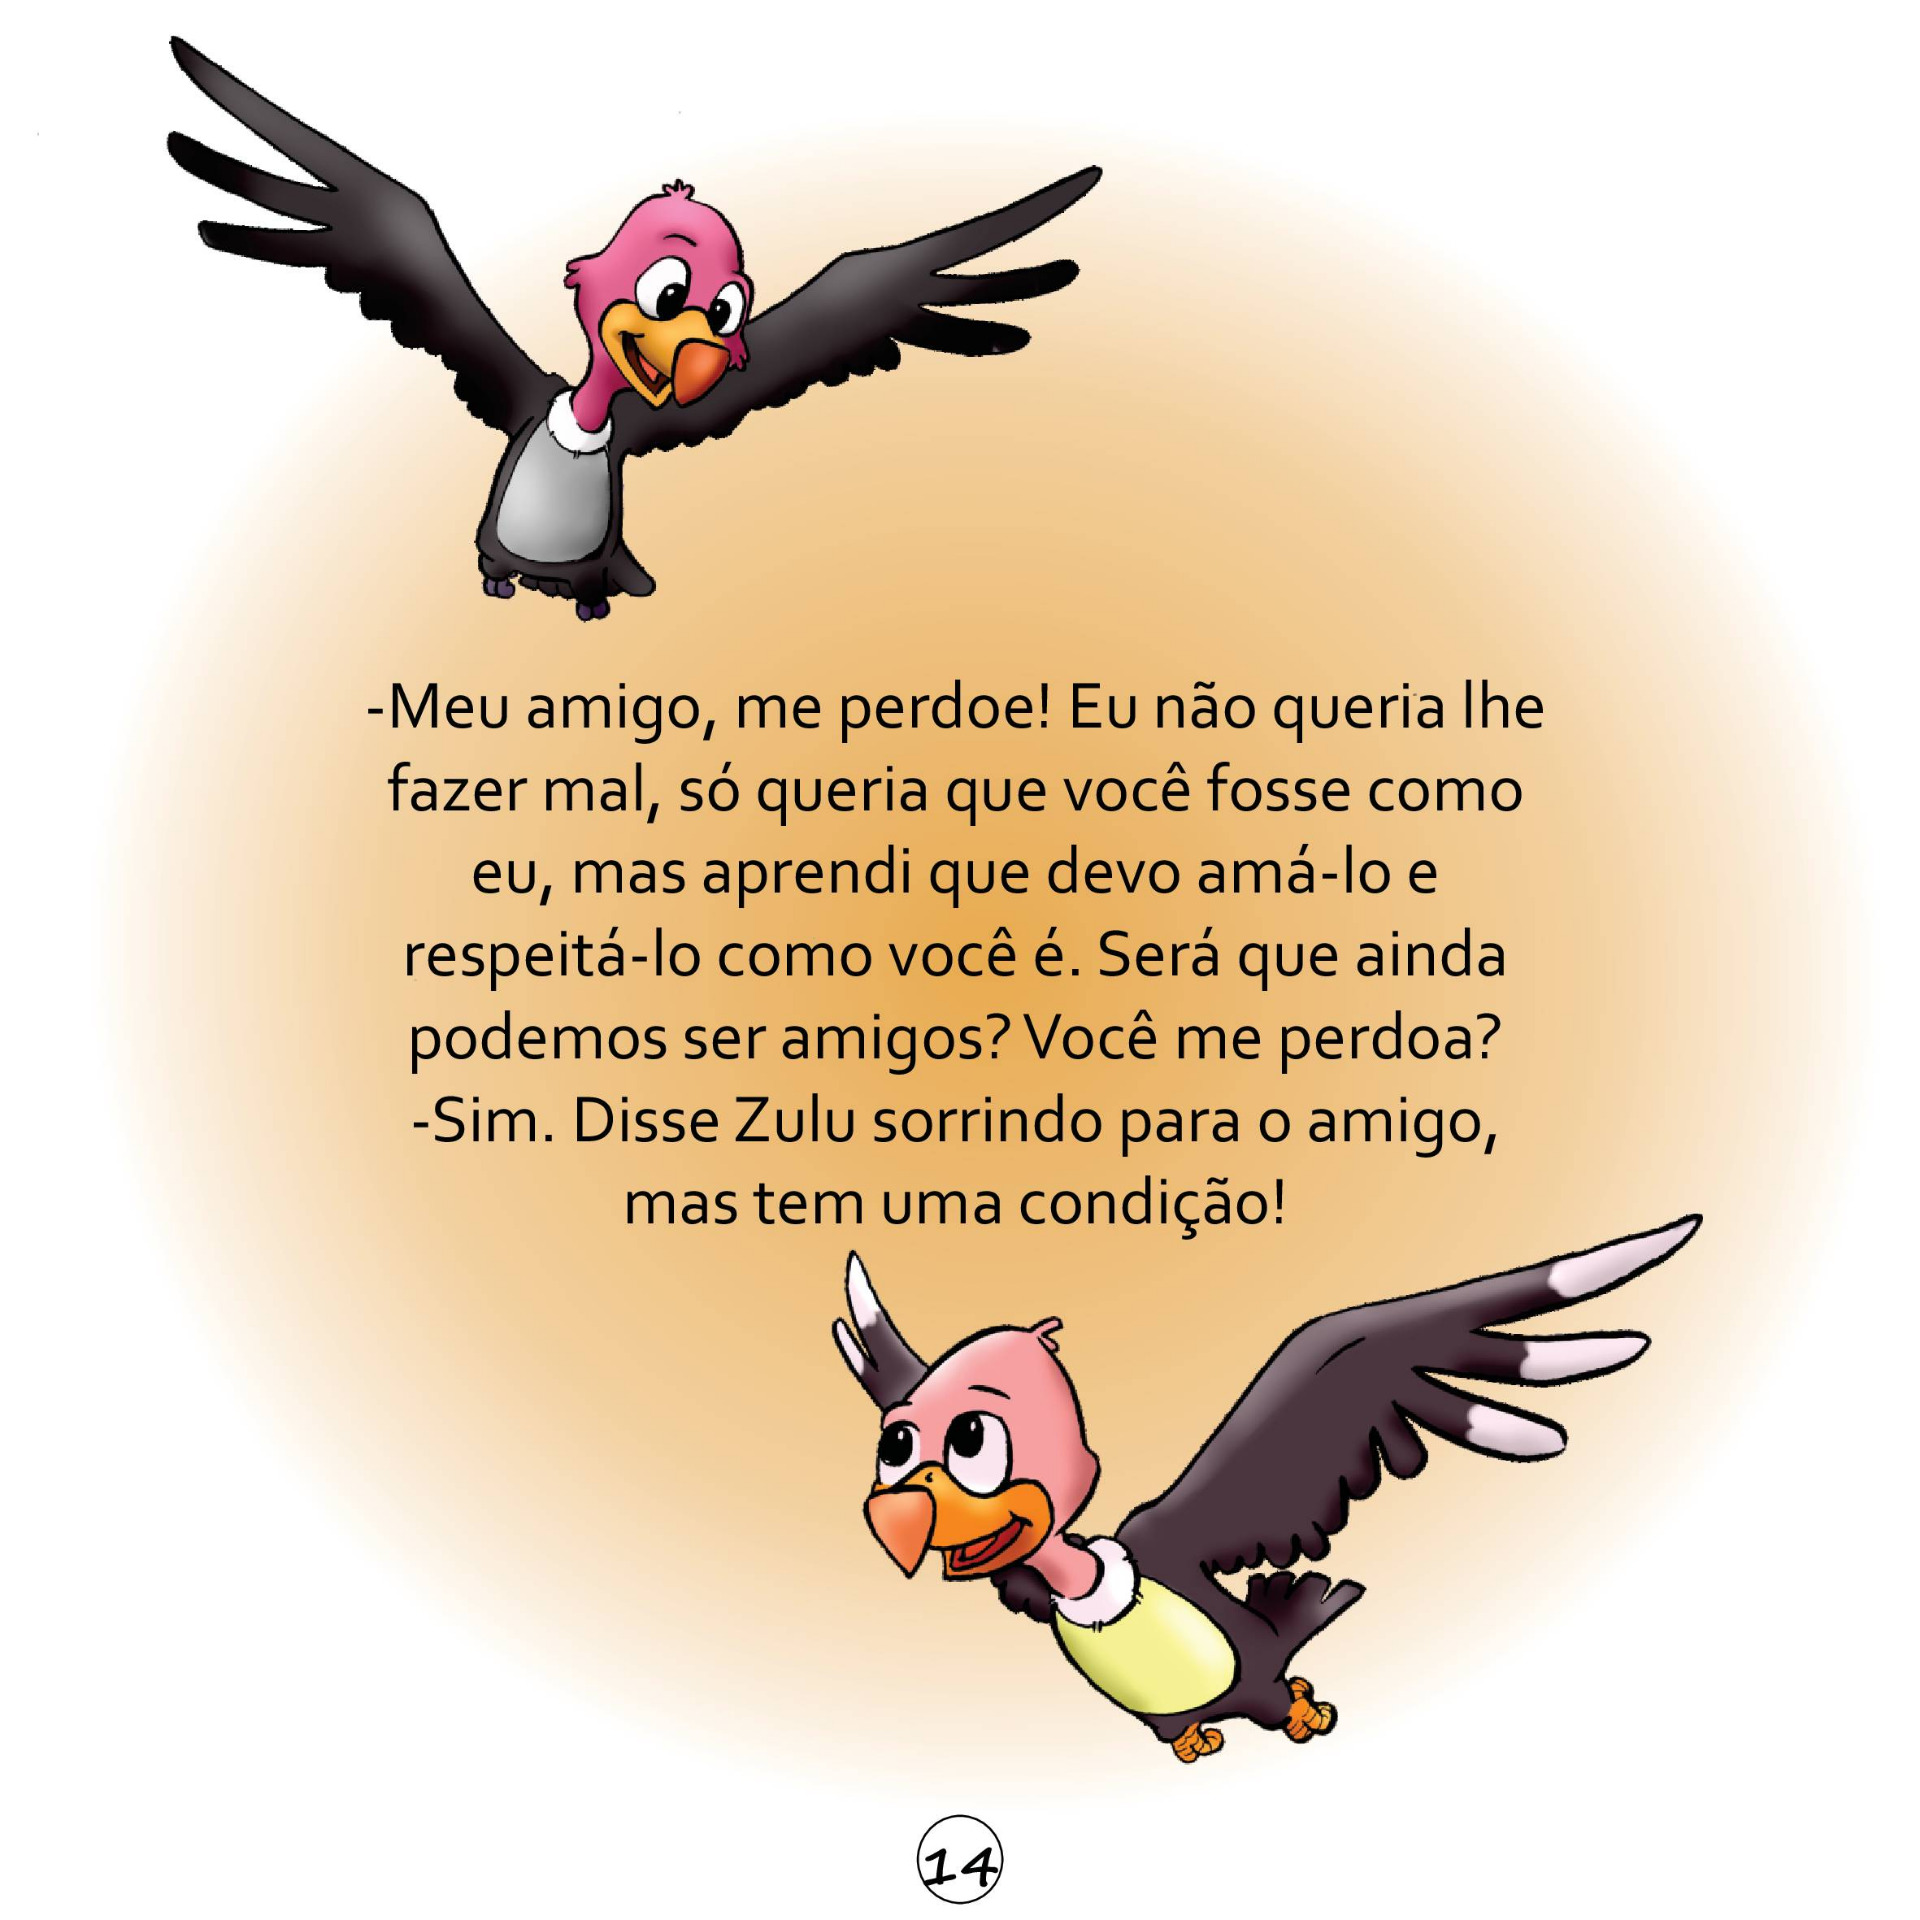 -Meu amigo, me perdoe! Eu não queria lhe
fazer mal, só queria que você fosse como
eu, mas aprendi que devo amá-lo e
respeitá-lo como você é. Será que ainda
podemos ser amigos? Você me perdoa?
-Sim. Disse Zulu sorrindo para o amigo,
mas tem uma condição!
14